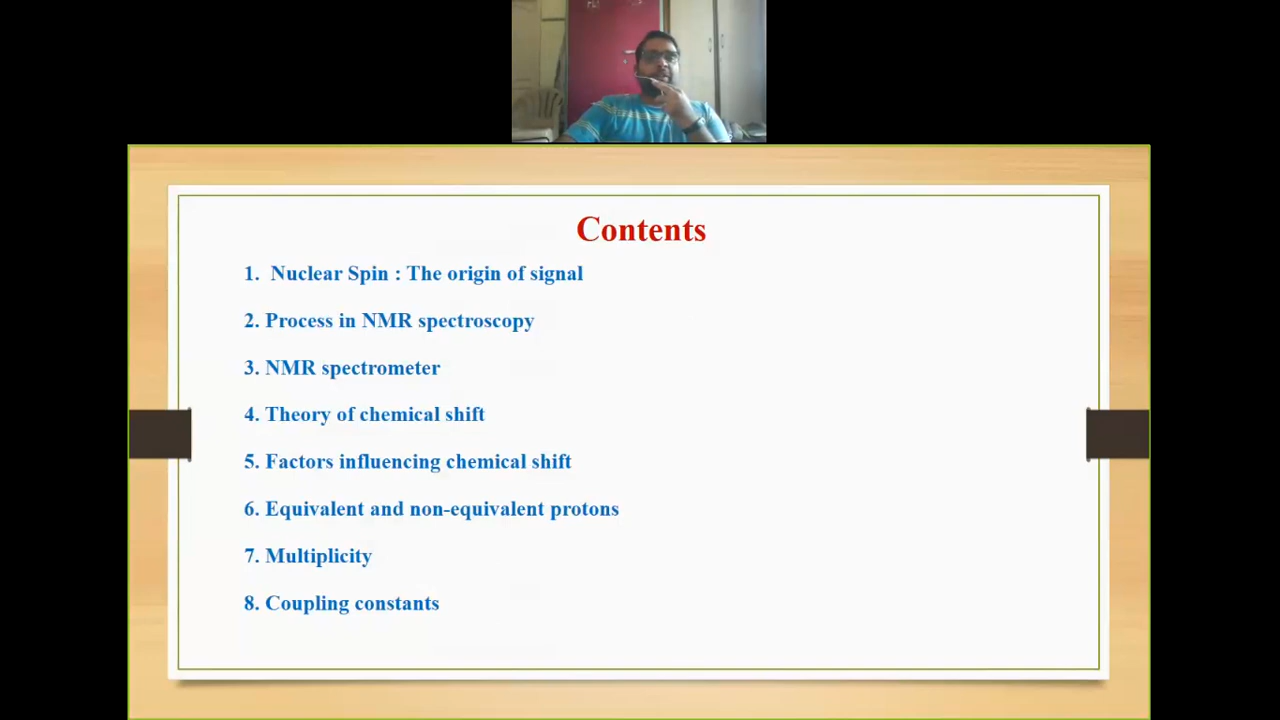 Contents
1. Nuclear Spin : The origin of signal
2. Process in NMR spectroscopy
3. NMR spectrometer
4. Theory of chemical shift
5. Factors influencing chemical shift
6. Equivalent and non-equivalent protons
7. Multiplicity
8. Coupling constants